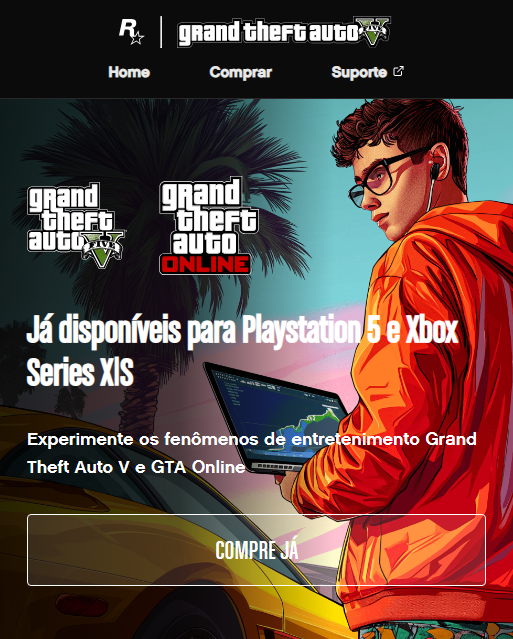 R
grand theft auto V
FIVE
Home Comprar Suporte
grand theft auto V
FIVE
grand theft auto ONLINE
Já disponíveis para Playstation 5 e Xbox
Series X|S
Experimente os fenômenos de entretenimento Grand
Theft Auto V e GTA Online
COMPRE JÁ